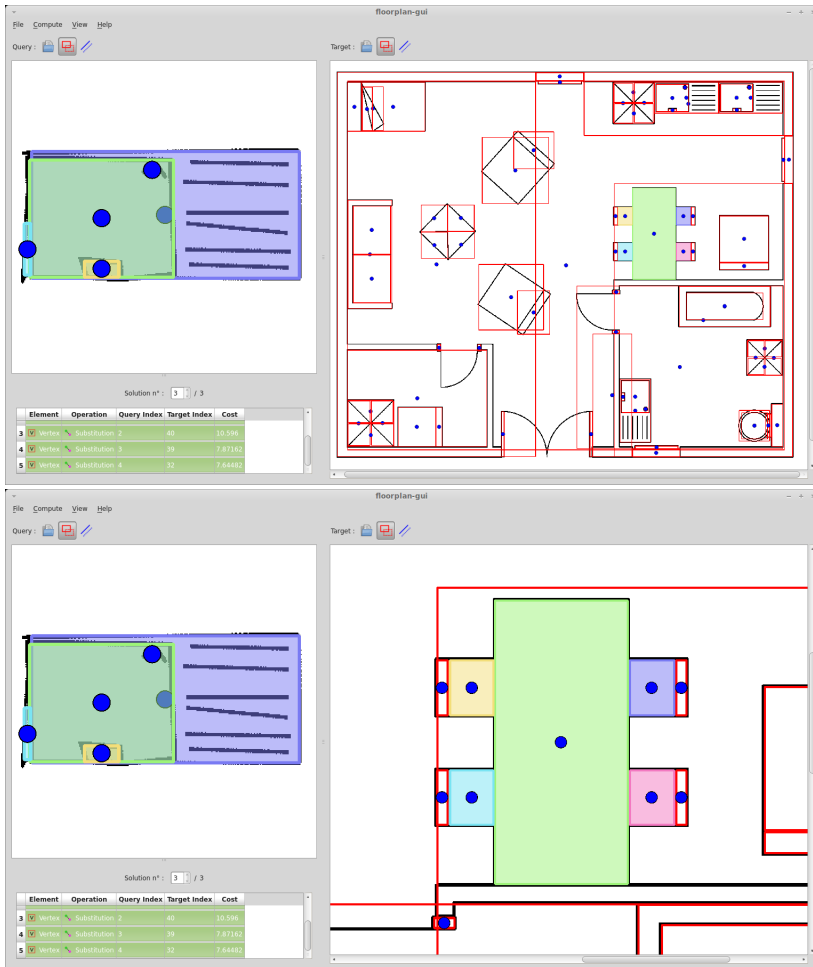 floorplan-gui
File Compute View Help
Query : Target :
Solution n° : 3 / 3
Element Operation Query Index Target Index Cost
3 V Vertex Substitution 2 40 10.596
4 V Vertex Substitution 3 39 7.87162
5 V Vertex Substitution 4 32 7.64482
floorplan-gui
File Compute View Help
Query : Target :
Solution n° : 3 / 3
Element Operation Query Index Target Index Cost
3 V Vertex Substitution 2 40 10.596
4 V Vertex Substitution 3 39 7.87162
5 V Vertex Substitution 4 32 7.64482